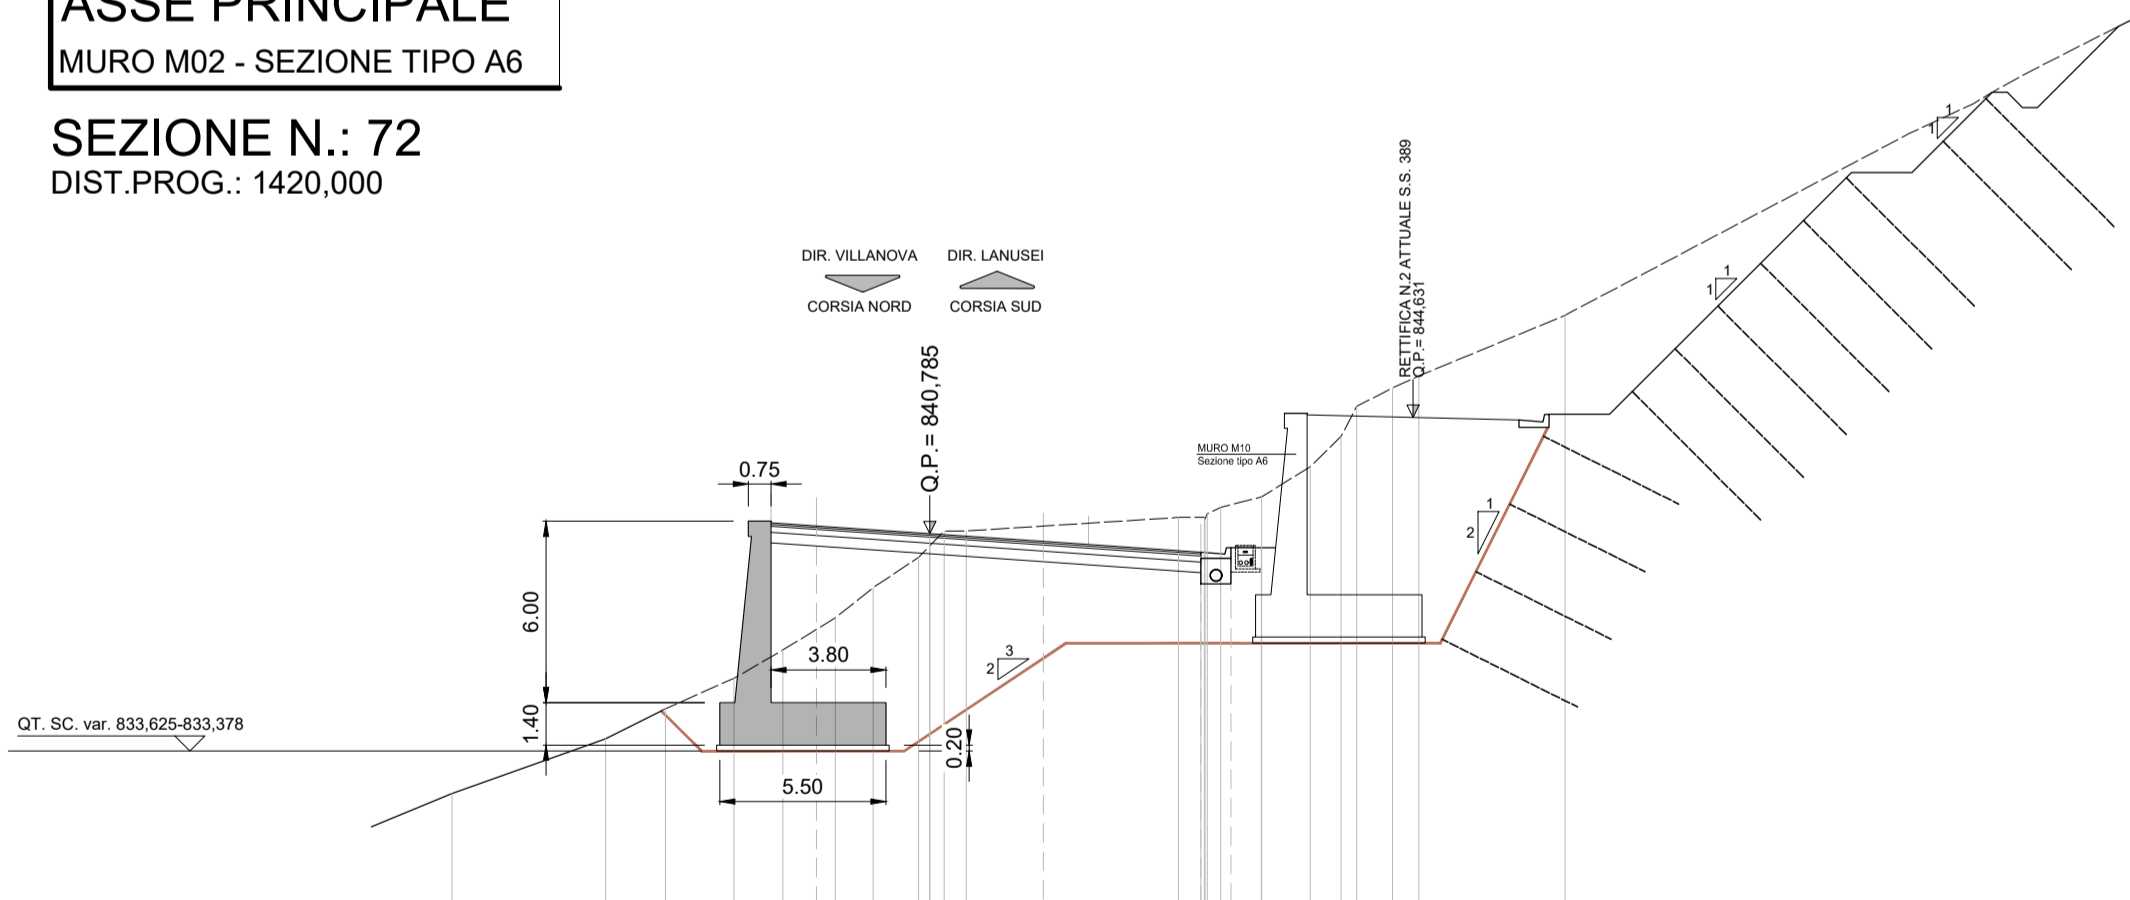 ASSE PRINCIPALE
MURO M02 - SEZIONE TIPO A6
SEZIONE N.: 72
DIST.PROG.: 1420,000
DIR. VILLANOVA
DIR. LANUSEI
CORSIA NORD
CORSIA SUD
Q.P.= 840,785
RETTIFICA N.2 ATTUALE S.S. 389
Q.P.= 844,631
1
1
1
1
MURO M10
Sezione tipo A6
0.75
6.00
1
2
3.80
3
2
1.40
0.20
QT. SC. var. 833,625-833,378
5.50